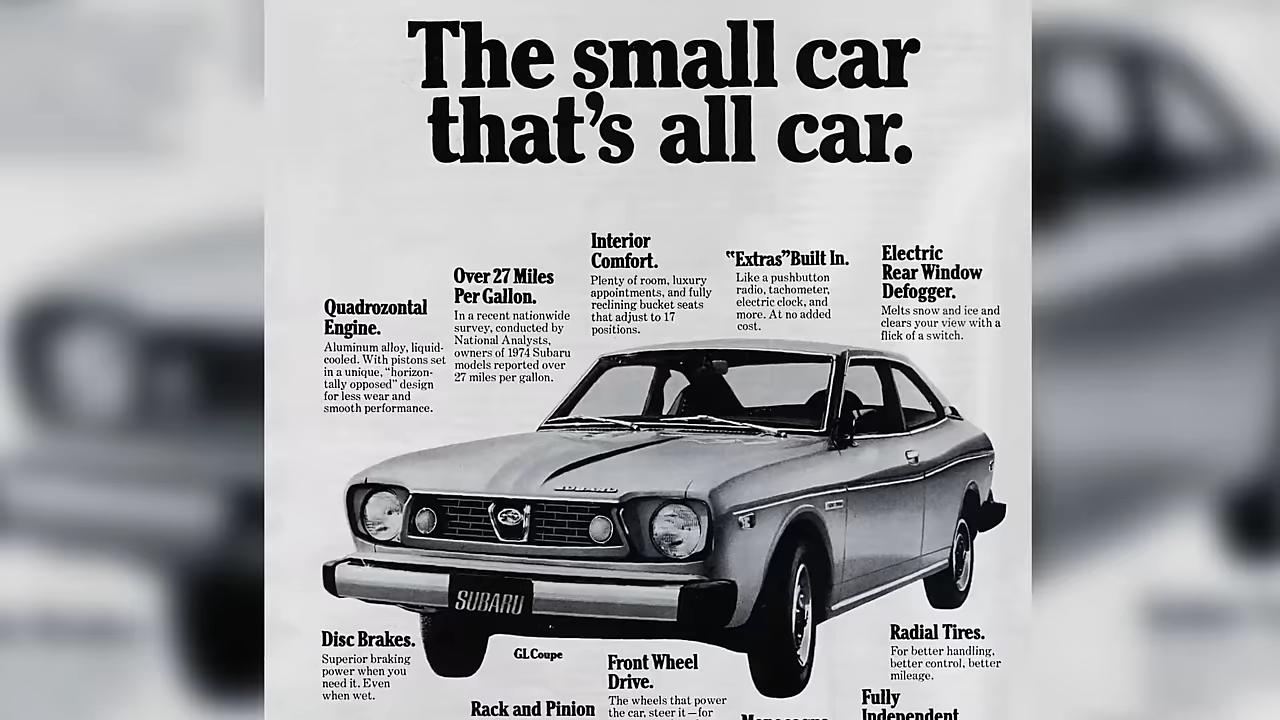 The small car
that's all car.
Quadrozontal
Engine.
Aluminum alloy, liquid-
cooled. With pistons set
in a unique, "horizon-
tally opposed" design
for less wear and
smooth performance.
Over 27 Miles
Per Gallon.
In a recent nationwide
survey, conducted by
National Analysts,
owners of 1974 Subaru
models reported over
27 miles per gallon.
Interior
Comfort.
Plenty of room, luxury
appointments, and fully
reclining bucket seats
that adjust to 17
positions.
"Extras" Built In.
Like a pushbutton
radio, tachometer,
electric clock, and
more. At no added
cost.
Electric
Rear Window
Defogger.
Melts snow and ice and
clears your view with a
flick of a switch.
SUBARU
SUBARU
Disc Brakes.
Superior braking
power when you
need it. Even
when wet.
GL Coupe
Rack and Pinion
Front Wheel
Drive.
The wheels that power
the car, steer it—for
Radial Tires.
For better handling,
better control, better
mileage.
Fully
Independent